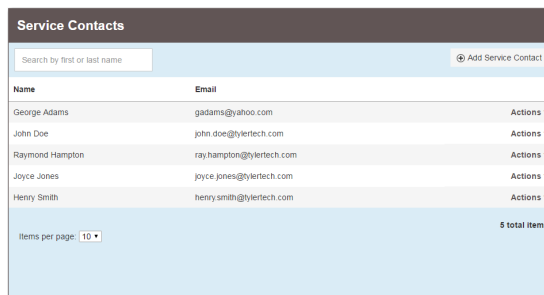 Service Contacts
Search by first or last name
Add Service Contact
Name Email
George Adams gadams@yahoo.com Actions
John Doe john.doe@tylertech.com Actions
Raymond Hampton ray.hampton@tylertech.com Actions
Joyce Jones joyce.jones@tylertech.com Actions
Henry Smith henry.smith@tylertech.com Actions
5 total item
Items per page: 10